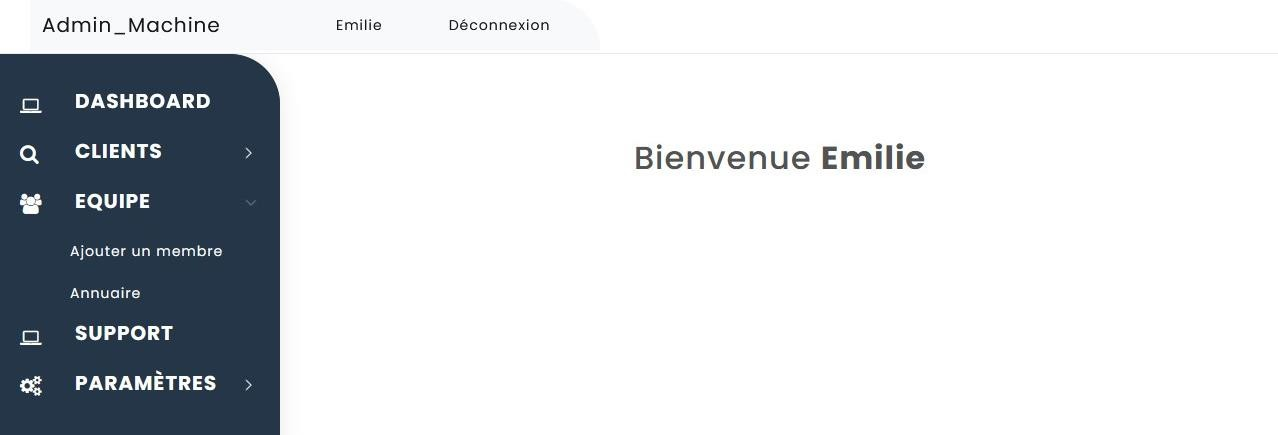 Admin_Machine Emilie Déconnexion
DASHBOARD
CLIENTS
EQUIPE
Ajouter un membre
Annuaire
SUPPORT
PARAMÈTRES
Bienvenue Emilie